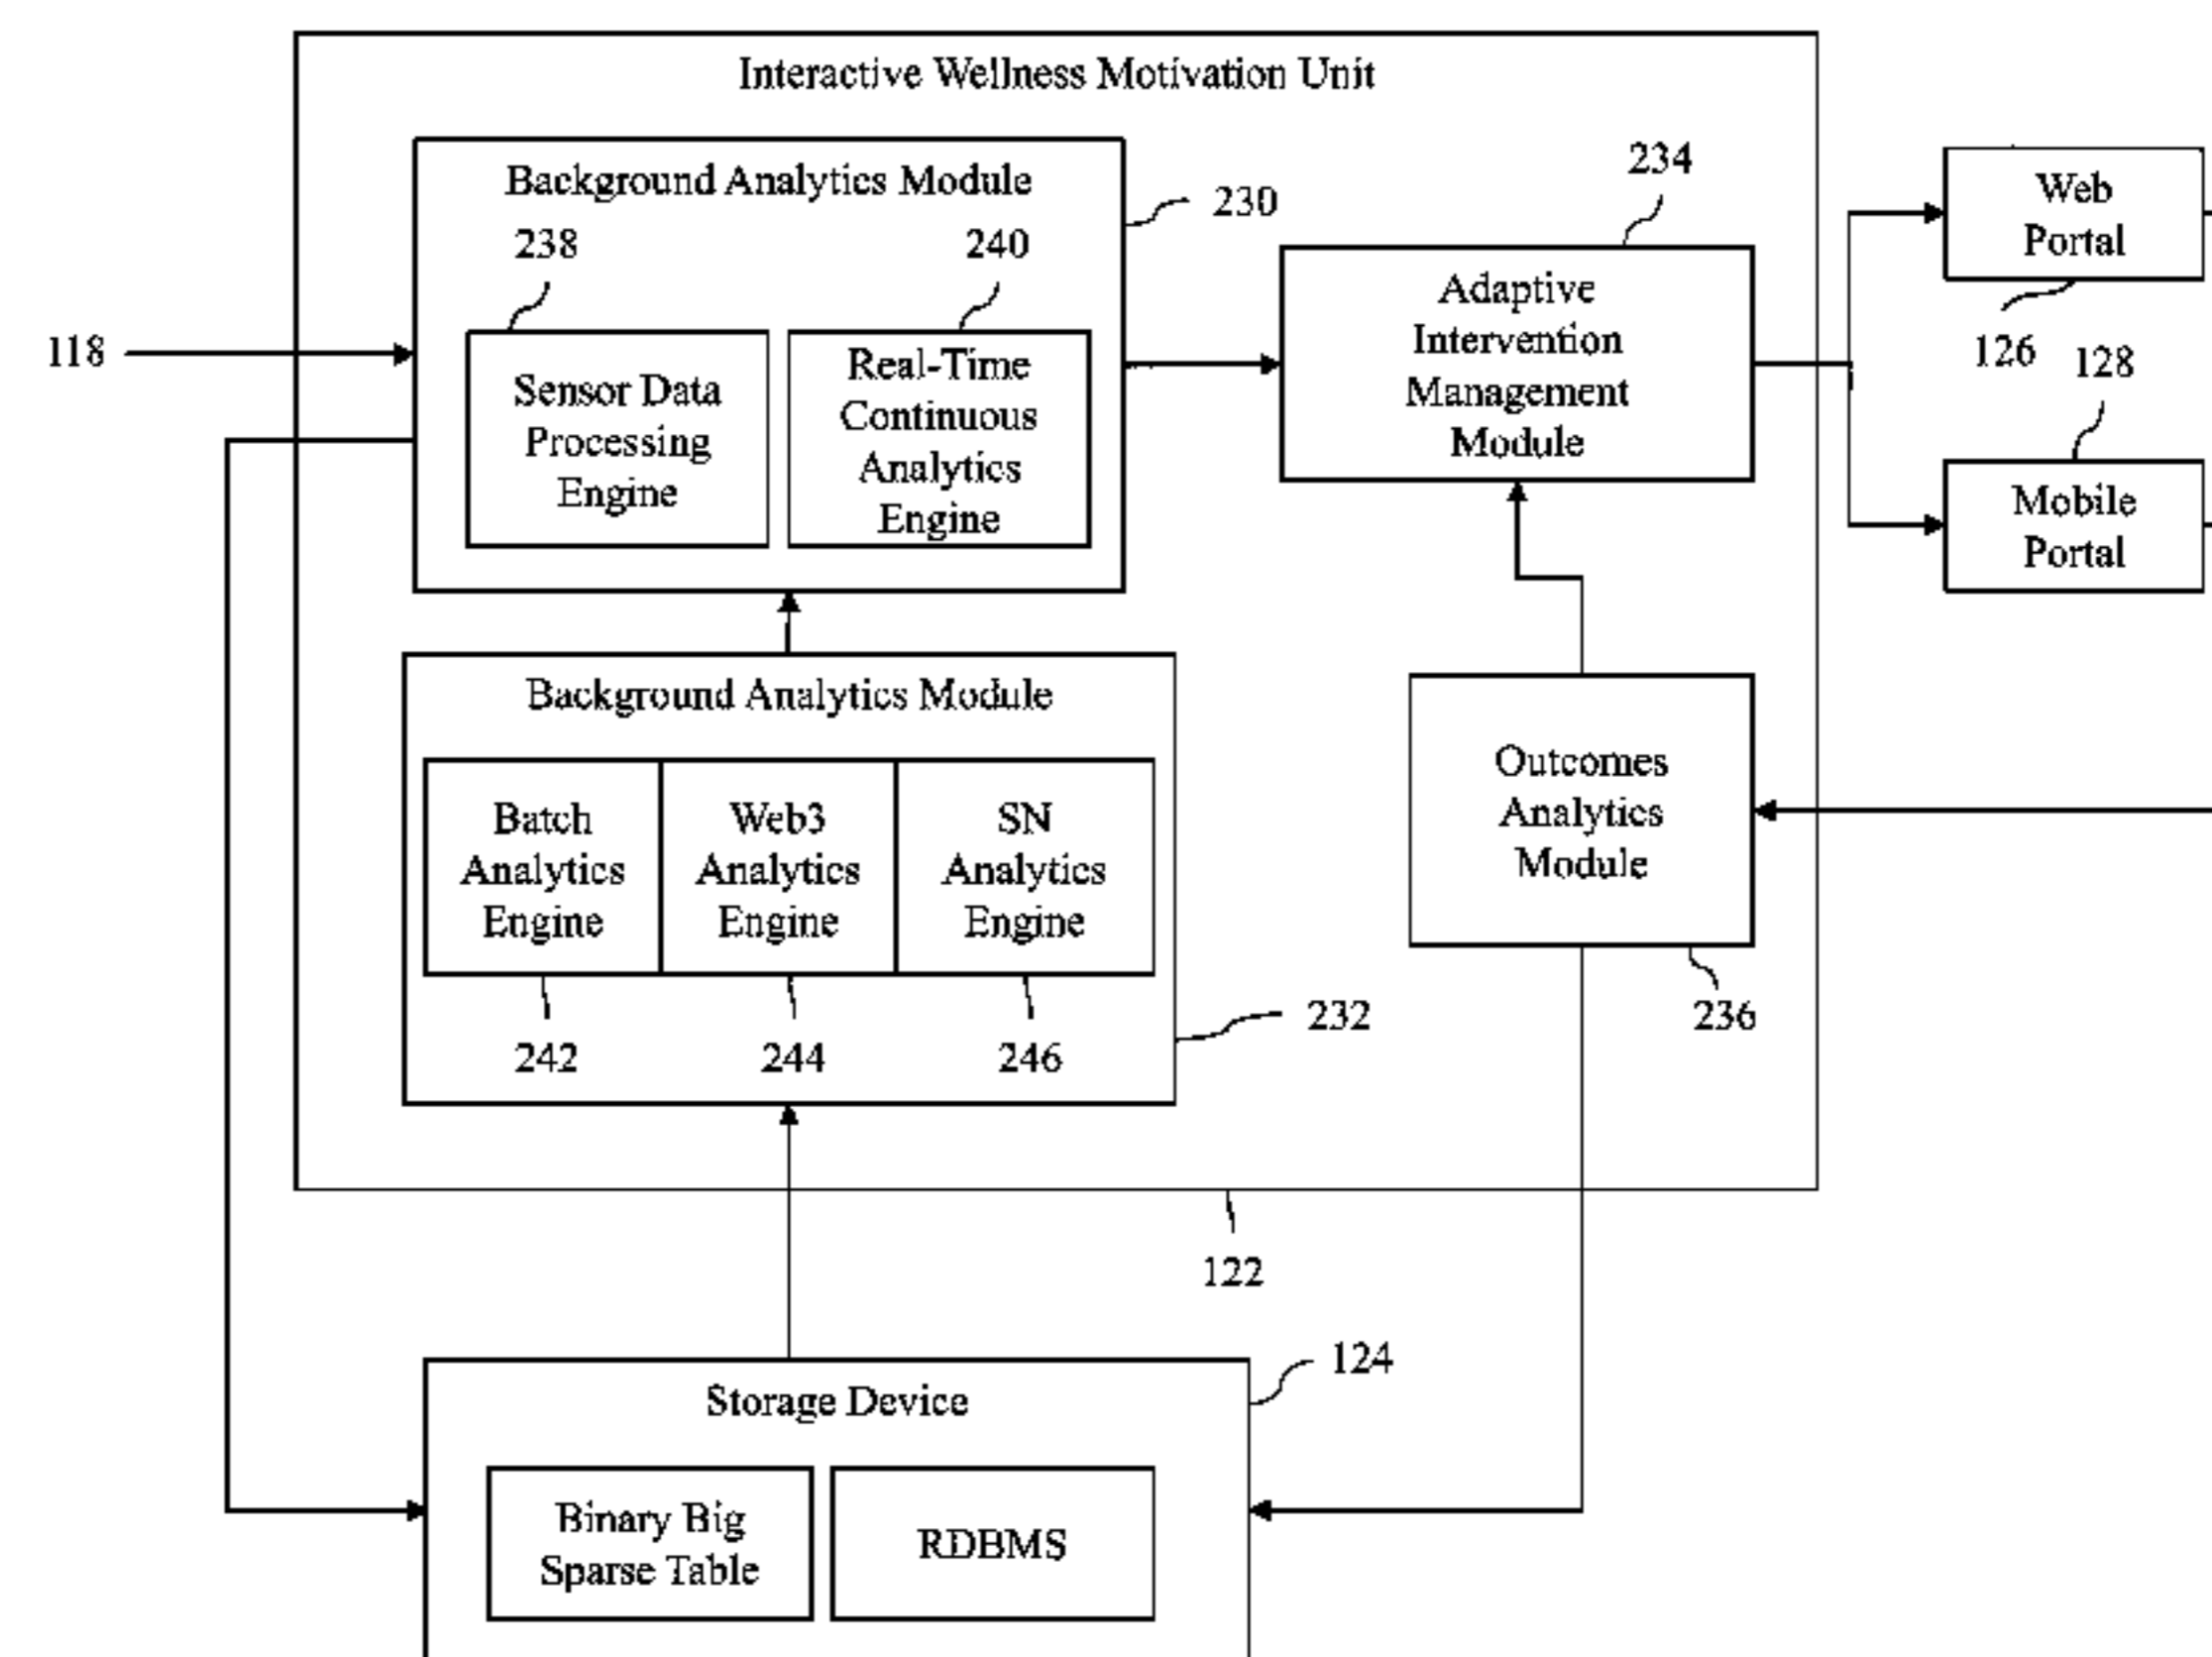 Interactive Wellness Motivation Unit
Background Analytics Module
230
238
240
Sensor Data
Processing
Engine
Real-Time
Continuous
Analytics
Engine
118
234
Adaptive
Intervention
Management
Module
Web
Portal
126
128
Mobile
Portal
Background Analytics Module
Batch
Analytics
Engine
Web3
Analytics
Engine
SN
Analytics
Engine
242
244
246
232
Outcomes
Analytics
Module
236
122
124
Storage Device
Binary Big
Sparse Table
RDBMS